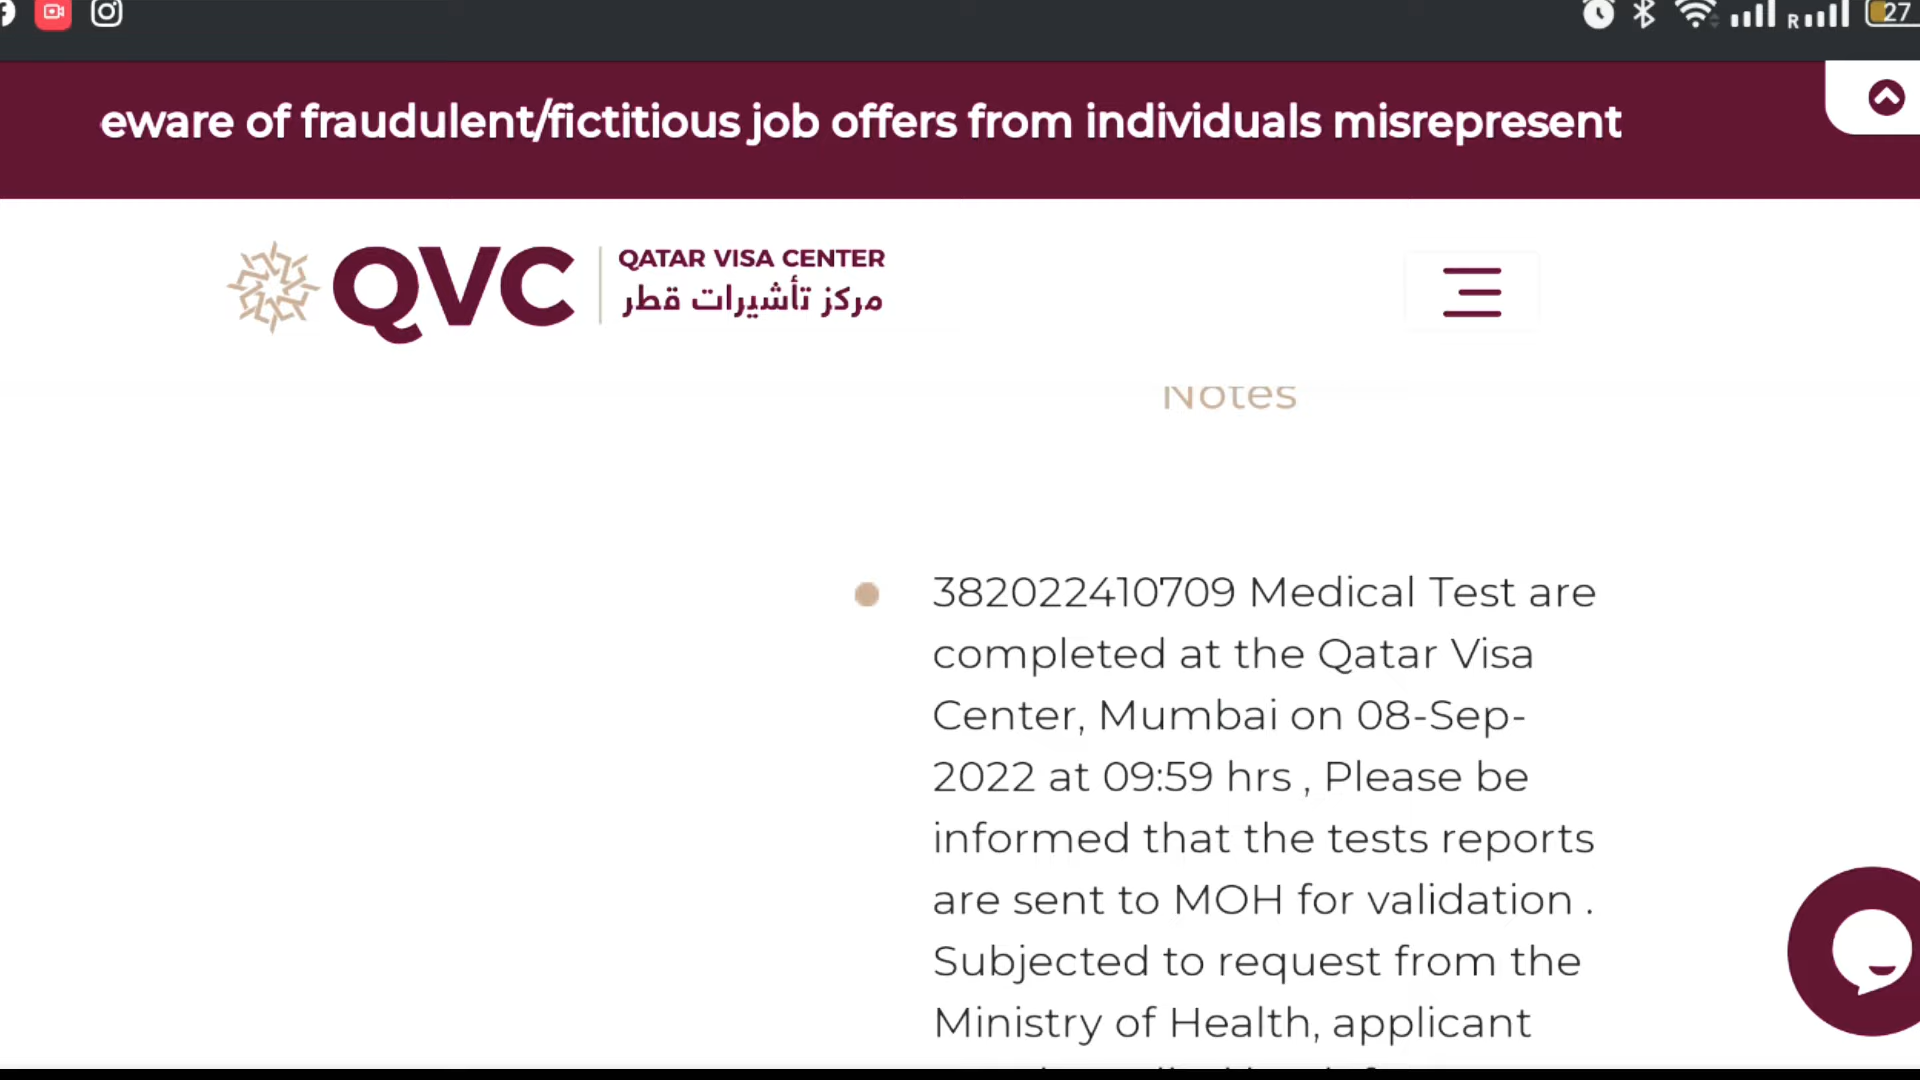 27
R
eware of fraudulent/fictitious job offers from individuals misrepresent
QVC
QATAR VISA CENTER
مركز تأشيرات قطر
Notes
382022410709 Medical Test are
completed at the Qatar Visa
Center, Mumbai on 08-Sep-
2022 at 09:59 hrs , Please be
informed that the tests reports
are sent to MOH for validation .
Subjected to request from the
Ministry of Health, applicant